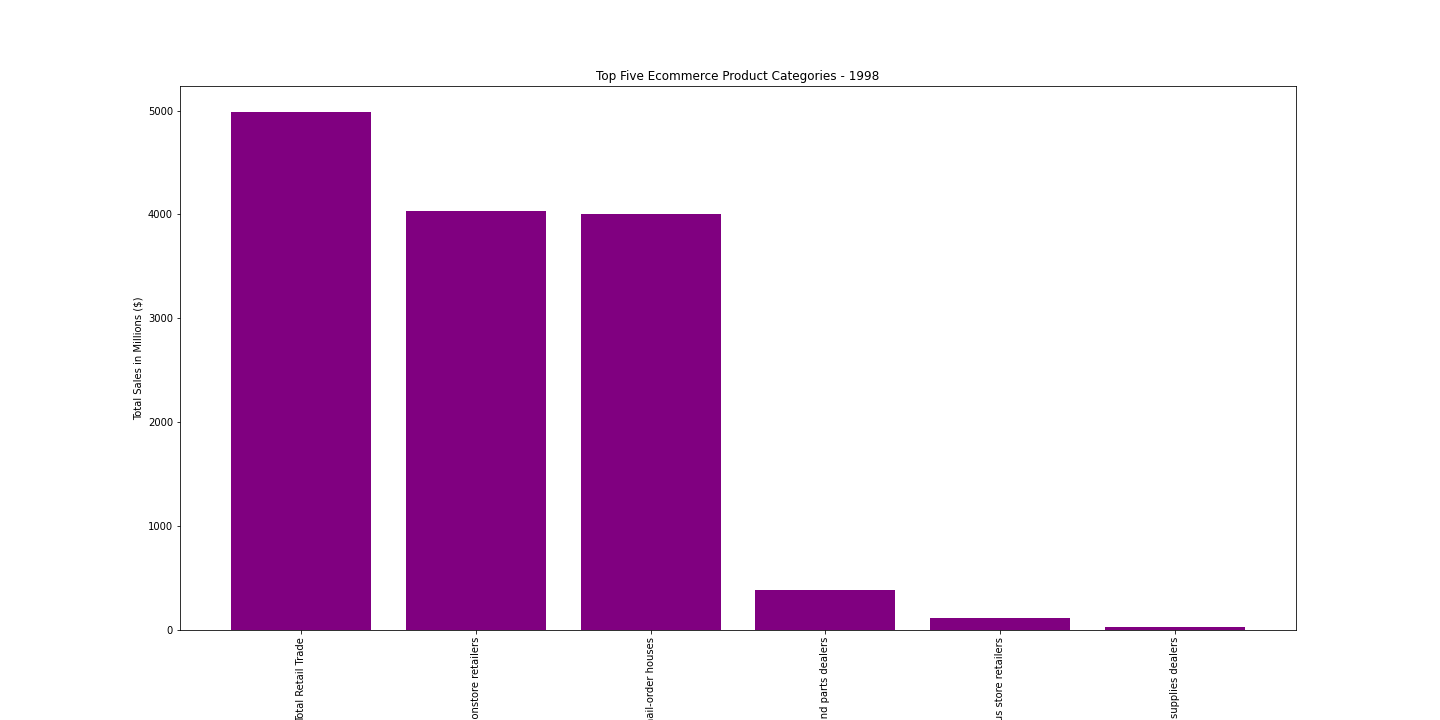 Top Five Ecommerce Product Categories - 1998
Total Sales in Millions ($)
5000
4000
3000
2000
1000
0
Total Retail Trade
onstore retailers
ail-order houses
nd parts dealers
us store retailers
supplies dealers